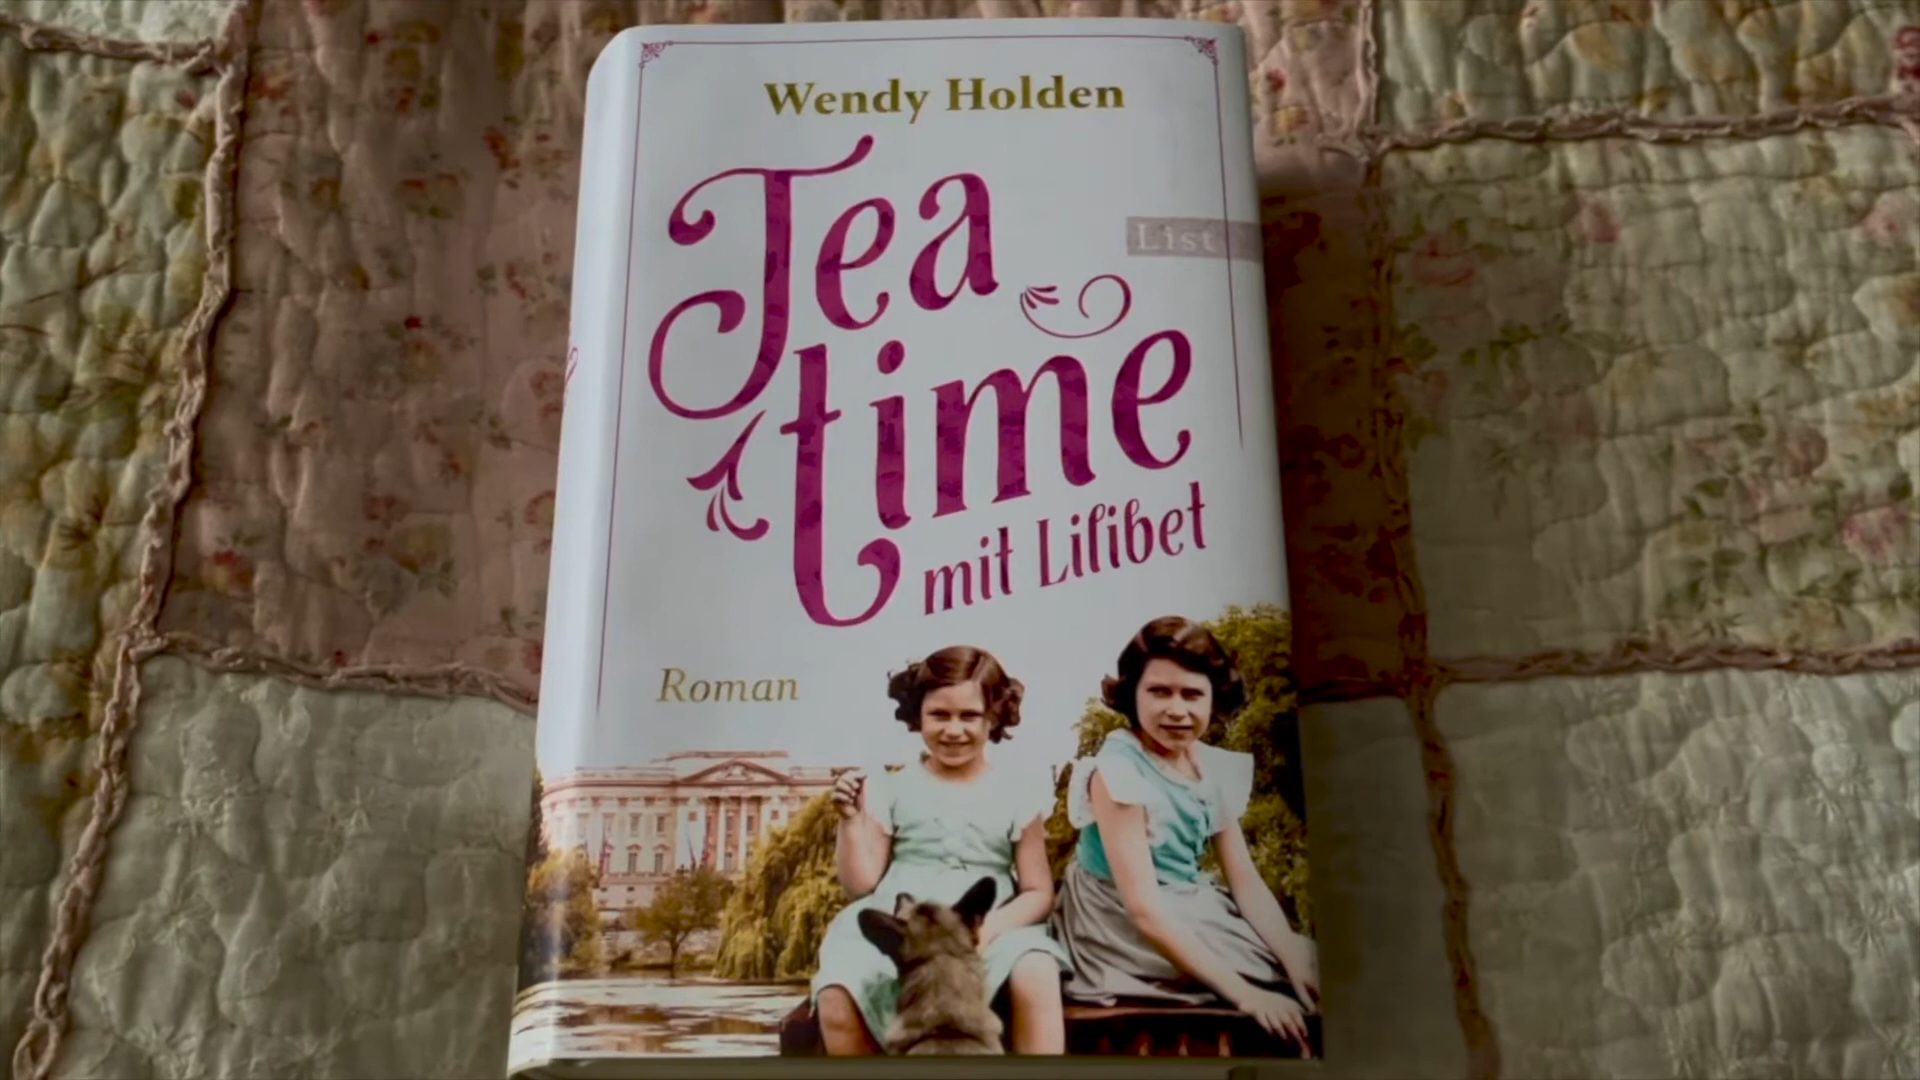 Wendy Holden
Tea
List
time
mit Lilibet
Roman